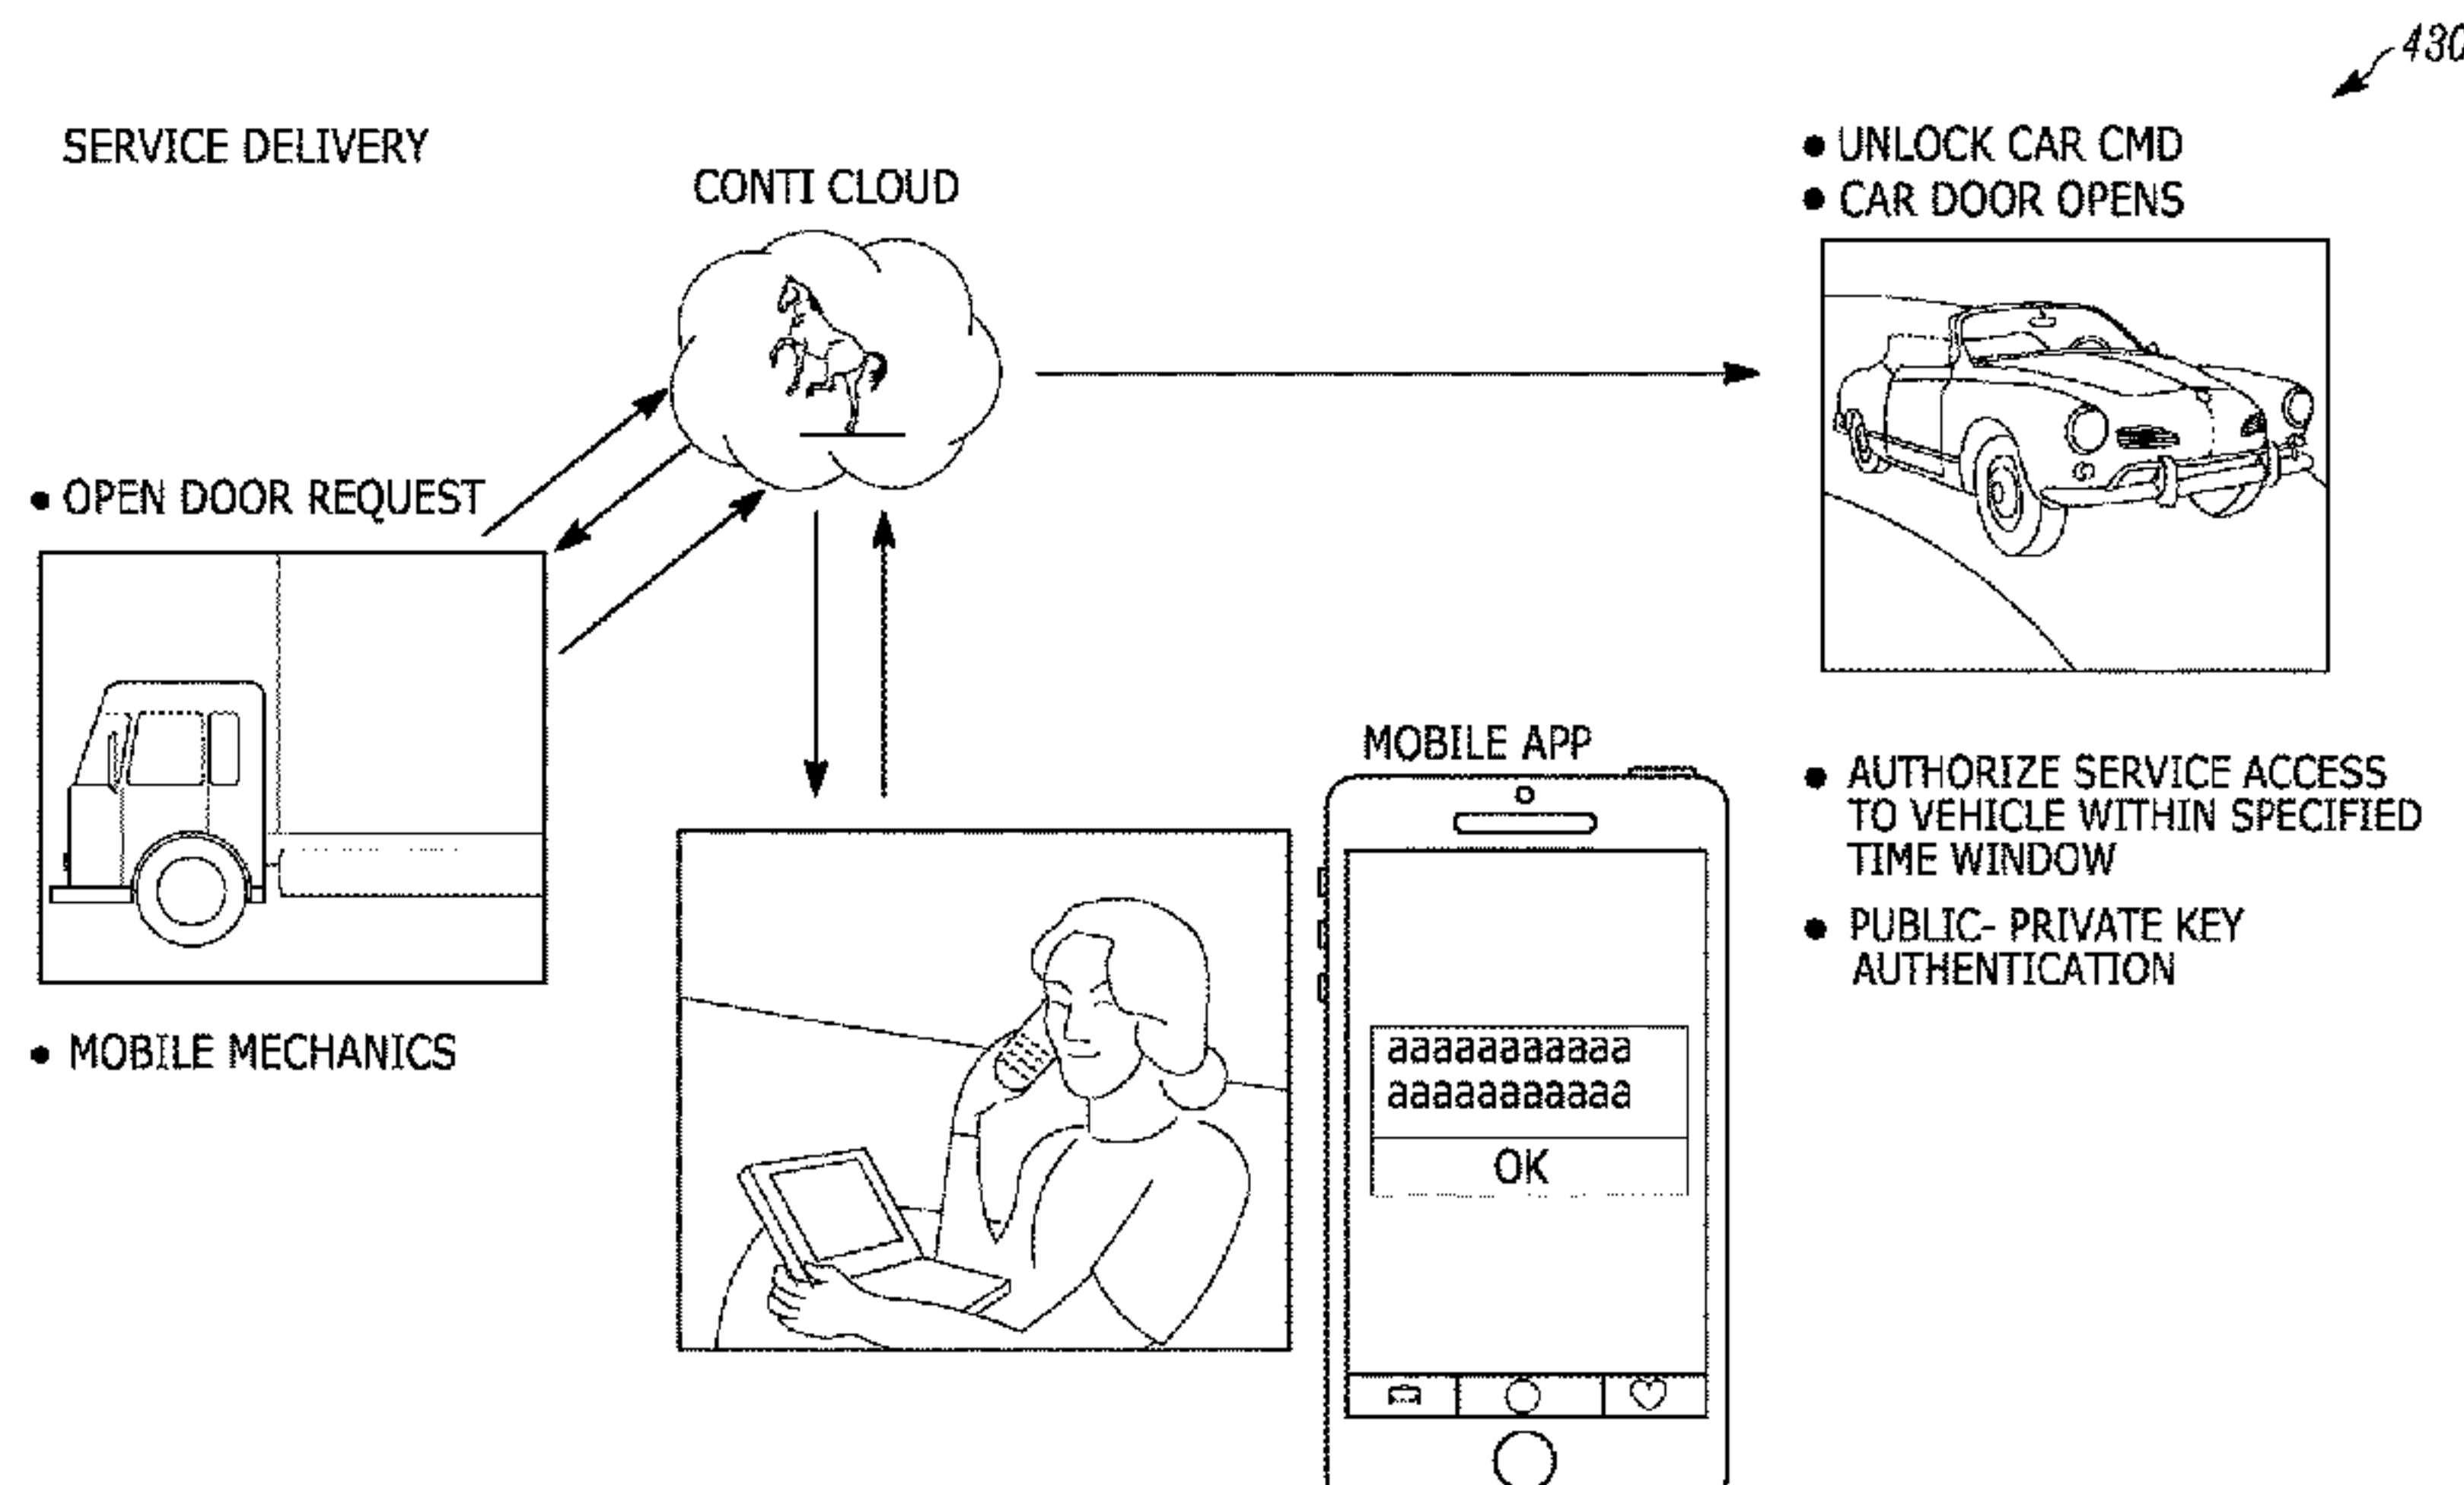 430
SERVICE DELIVERY
CONTI CLOUD
● UNLOCK CAR CMD
● CAR DOOR OPENS
● OPEN DOOR REQUEST
● MOBILE MECHANICS
MOBILE APP
aaaaaaaaaaa
aaaaaaaaaaa
OK
● AUTHORIZE SERVICE ACCESS
TO VEHICLE WITHIN SPECIFIED
TIME WINDOW
● PUBLIC- PRIVATE KEY
AUTHENTICATION